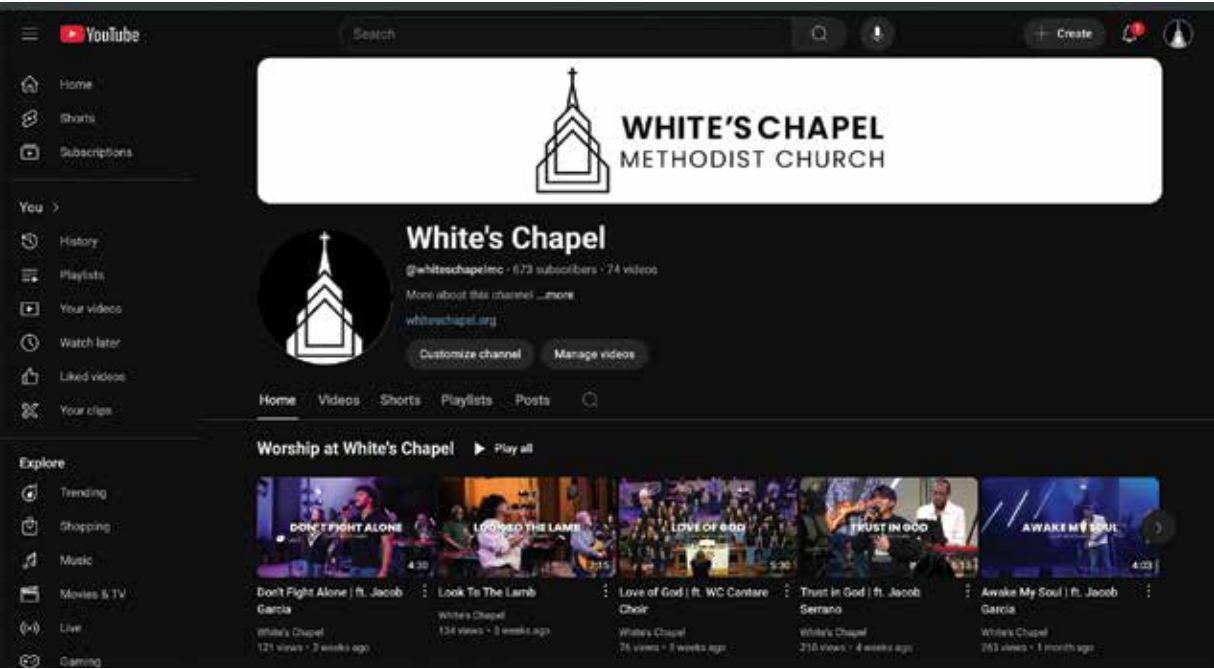 YouTube
Search
Create
1
Home
Shorts
Subscriptions
You >
History
Playlists
Your videos
Watch later
Liked videos
Your clips
Explore
Trending
Shopping
Music
Movies & TV
Live
Gaming
WHITE'S CHAPEL
METHODIST CHURCH
White's Chapel
@whiteschapelmc · 673 subscribers · 74 videos
More about this channel ...more
whiteschapel.org
Customize channel
Manage videos
Home Videos Shorts Playlists Posts
Worship at White's Chapel Play all
DON'T FIGHT ALONE
4:30
Don't Fight Alone | ft. Jacob
Garcia
White's Chapel
121 views • 3 weeks ago
LOOK TO THE LAMB
7:15
Look To The Lamb
White's Chapel
134 views • 3 weeks ago
LOVE OF GOD
5:30
Love of God | ft. WC Cantare
Choir
White's Chapel
76 views • 3 weeks ago
TRUST IN GOD
5:13
Trust in God | ft. Jacob
Serrano
White's Chapel
210 views • 4 weeks ago
AWAKE MY SOUL
4:03
Awake My Soul | ft. Jacob
Garcia
White's Chapel
263 views • 1 month ago